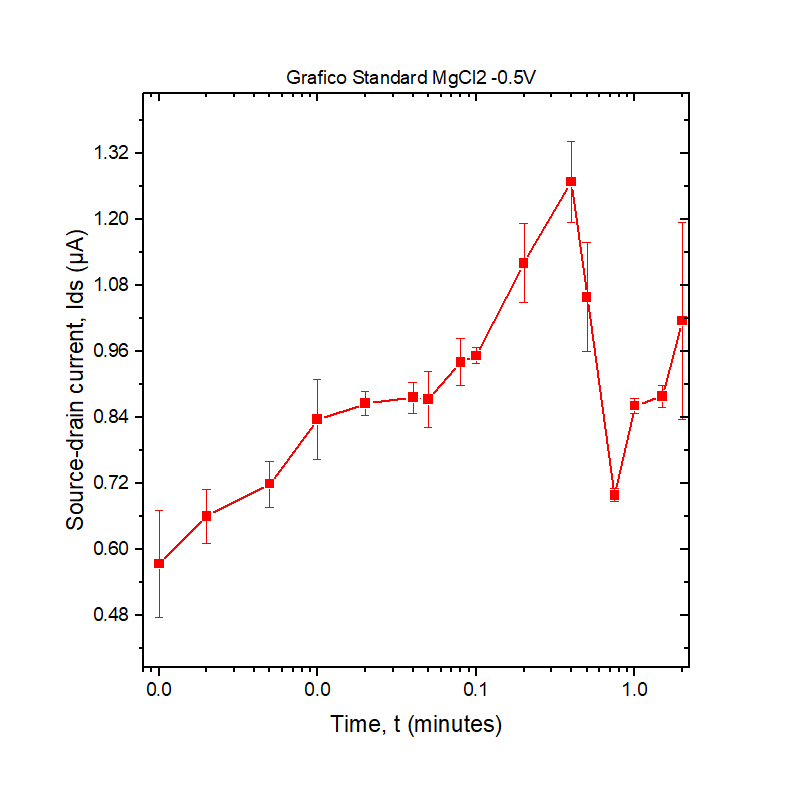 Grafico Standard MgCl2 -0.5V
1.32
1.20
1.08
0.96
0.84
0.72
0.60
0.48
Source-drain current, Ids (µA)
0.0 0.0 0.1 1.0
Time, t (minutes)